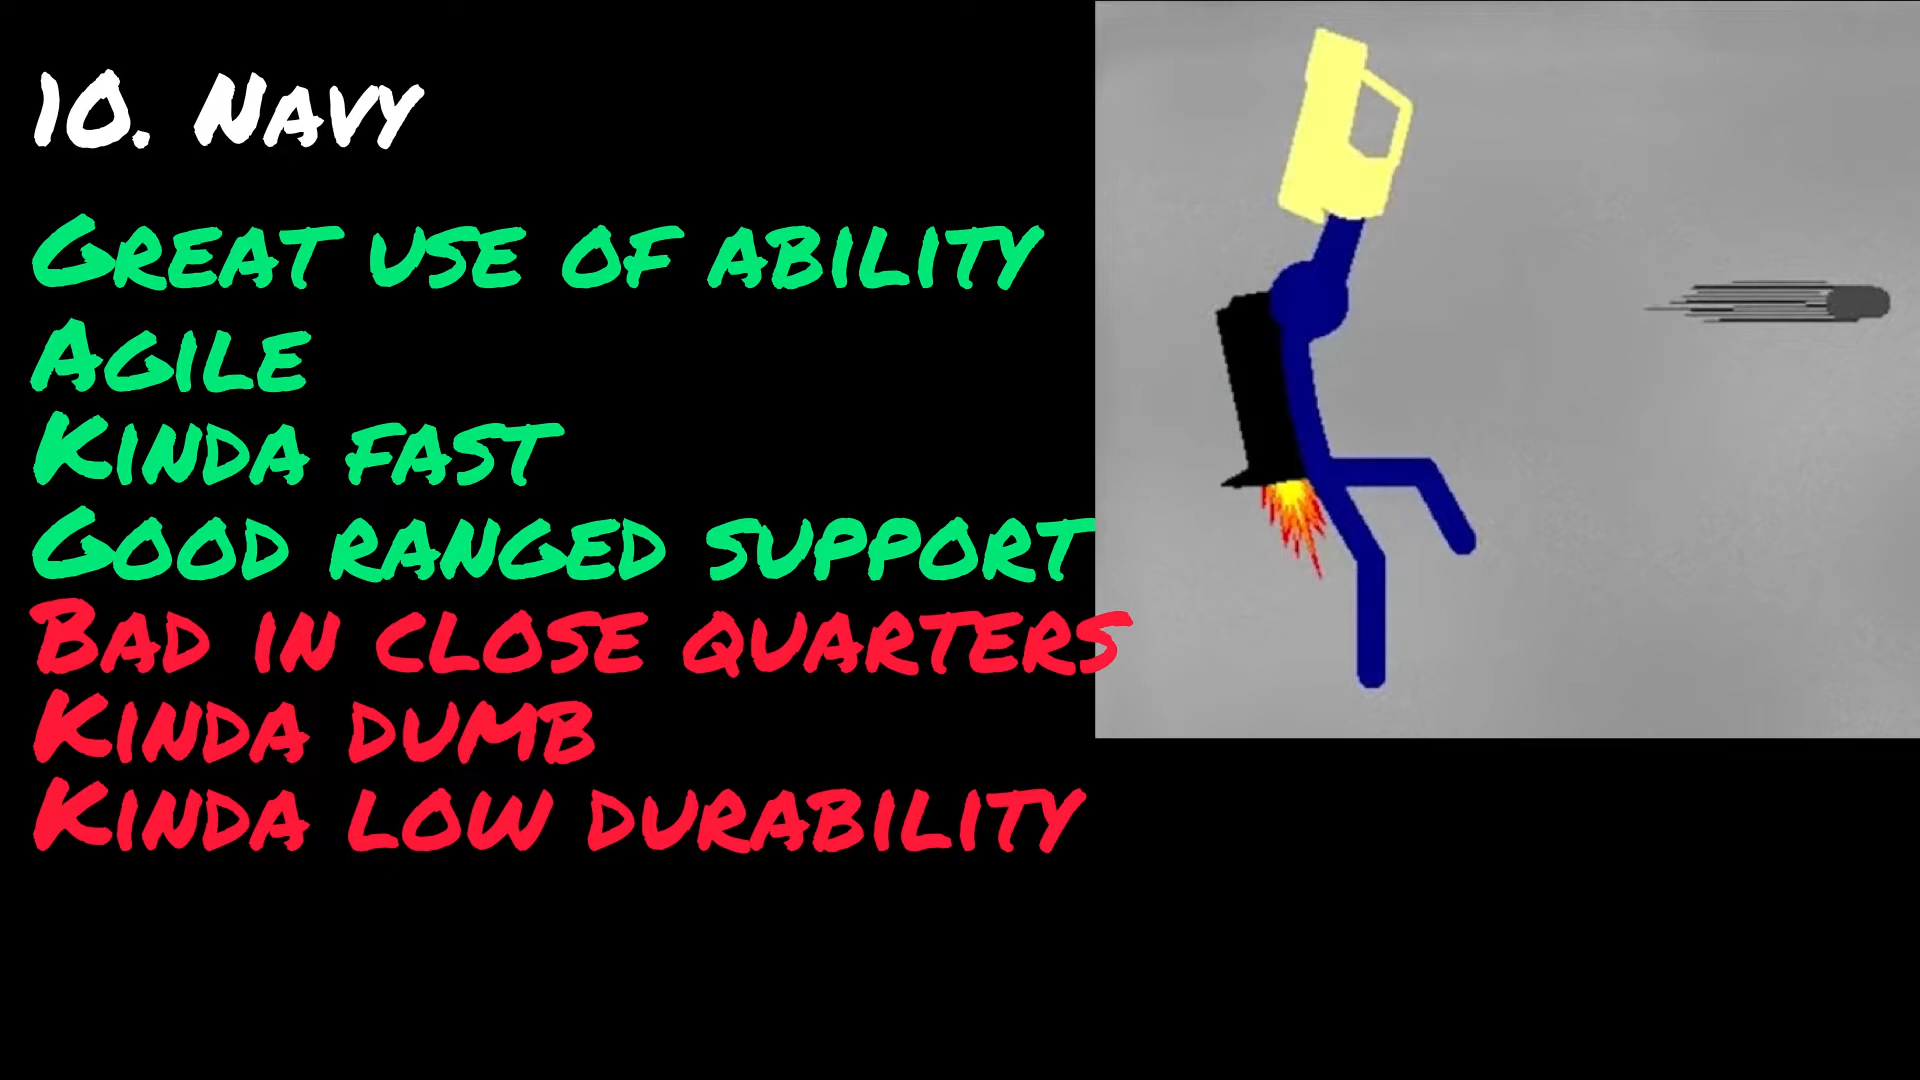 10. Navy
Great use of ability
Agile
Kinda fast
Good ranged support
Bad in close quarters
Kinda dumb
Kinda low durability